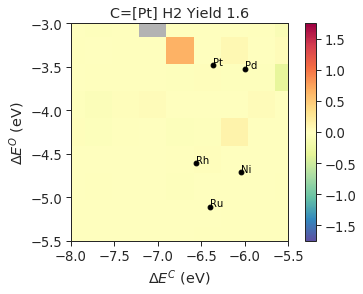 C=[Pt] H2 Yield 1.6
−3.0
−3.5
−4.0
−4.5
−5.0
−5.5
ΔE^O (eV)
Pt
Pd
Rh
Ni
Ru
−8.0 −7.5 −7.0 −6.5 −6.0 −5.5
ΔE^C (eV)
1.5
1.0
0.5
0.0
−0.5
−1.0
−1.5